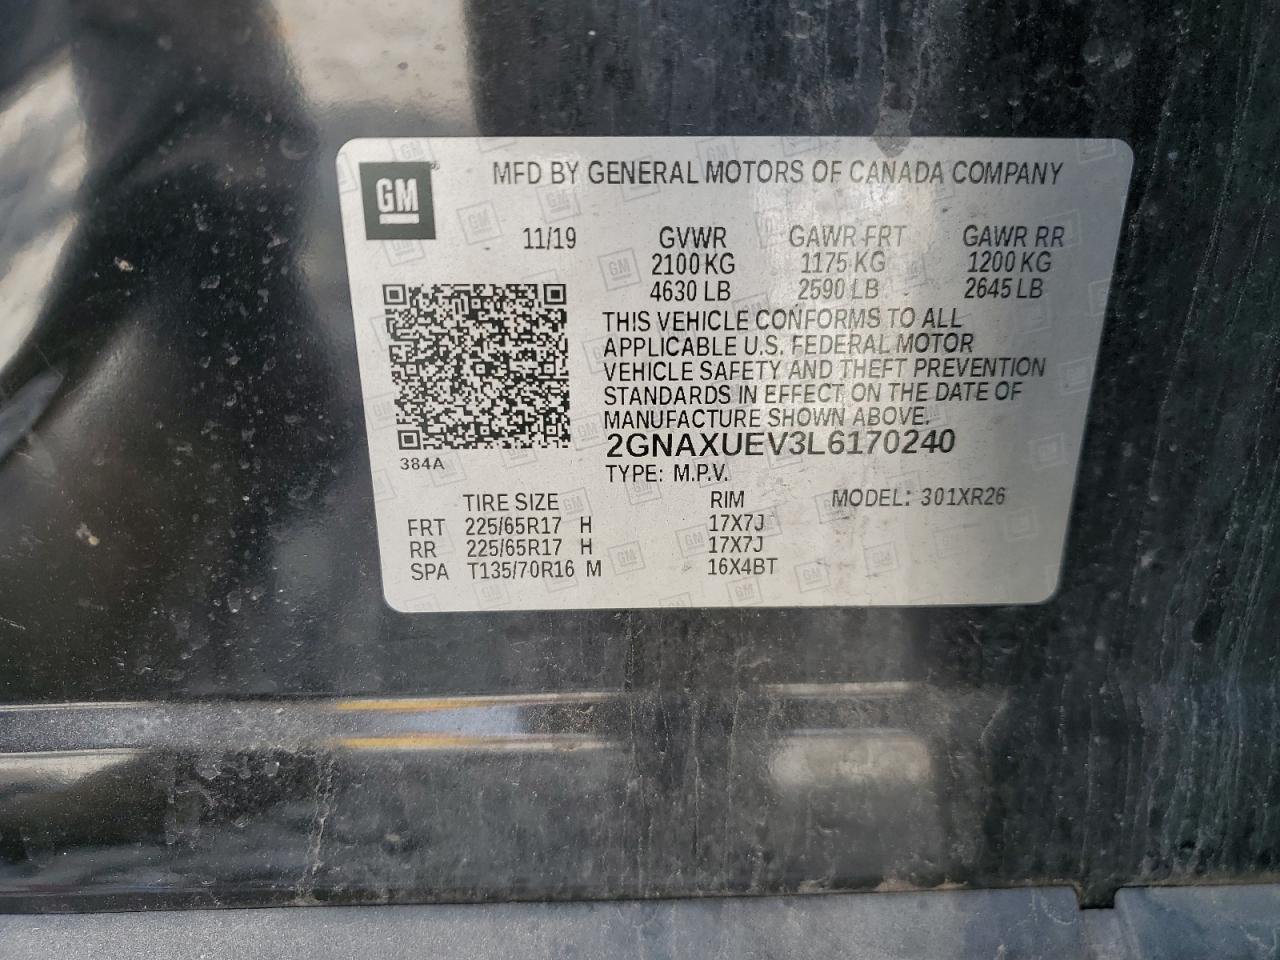 GM
MFD BY GENERAL MOTORS OF CANADA COMPANY
11/19 GVWR GAWR FRT GAWR RR
2100 KG 1175 KG 1200 KG
4630 LB 2590 LB 2645 LB
THIS VEHICLE CONFORMS TO ALL
APPLICABLE U.S. FEDERAL MOTOR
VEHICLE SAFETY AND THEFT PREVENTION
STANDARDS IN EFFECT ON THE DATE OF
MANUFACTURE SHOWN ABOVE.
2GNAXUEV3L6170240
384A
TYPE: M.P.V.
TIRE SIZE RIM MODEL: 301XR26
FRT 225/65R17 H 17X7J
RR 225/65R17 H 17X7J
SPA T135/70R16 M 16X4BT